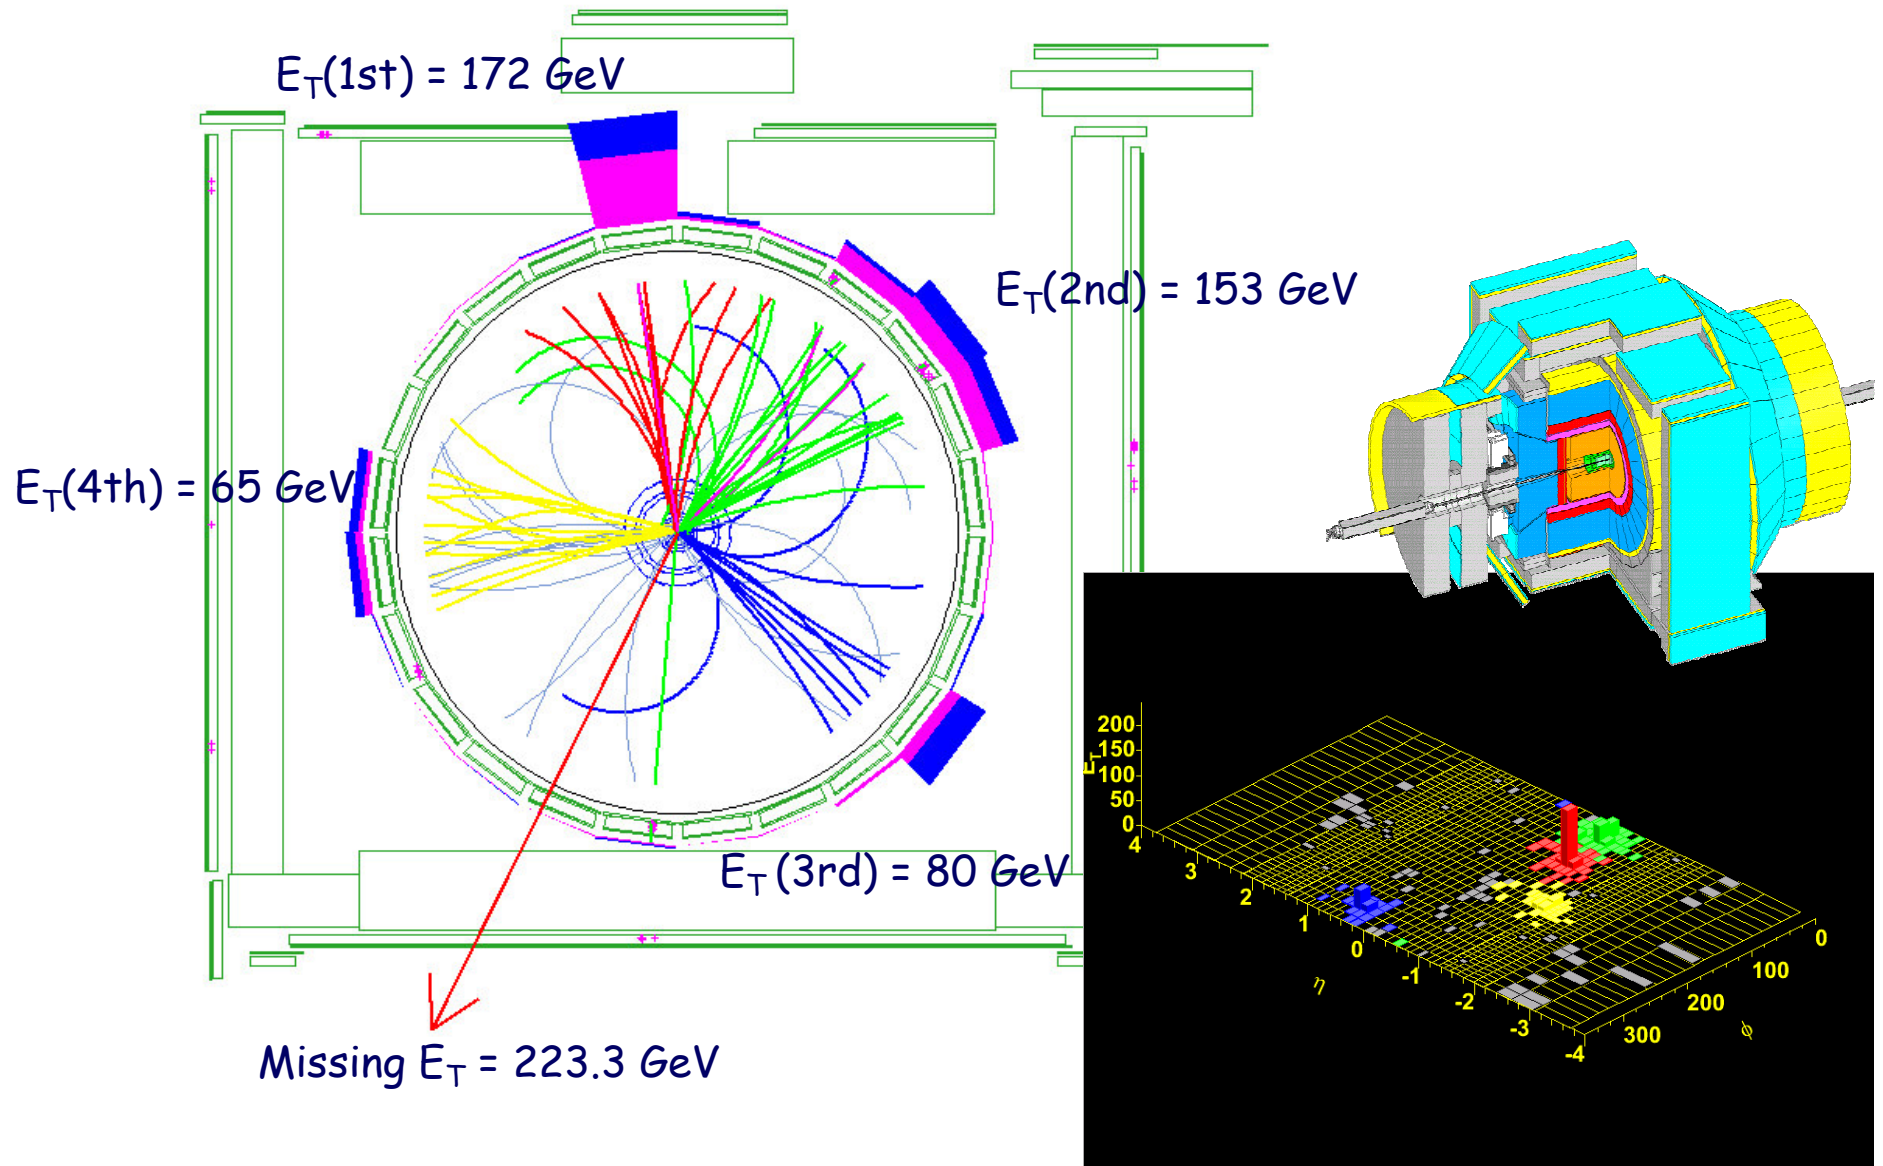 E_T(1st) = 172 GeV
E_T(2nd) = 153 GeV
E_T(4th) = 65 GeV
E_T (3rd) = 80 GeV
Missing E_T = 223.3 GeV
200
150
100
50
0
E_T
4
3
2
1
0
-1
-2
-3
-4
η
0
100
200
300
ϕ